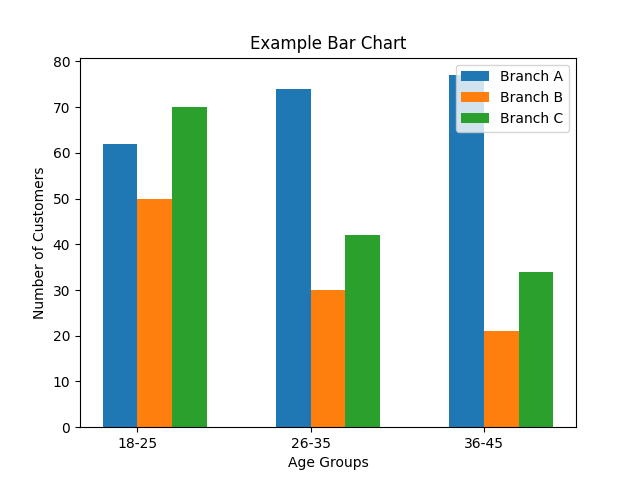 Example Bar Chart
Branch A
Branch B
Branch C
Number of Customers
80
70
60
50
40
30
20
10
0
18-25
26-35
36-45
Age Groups